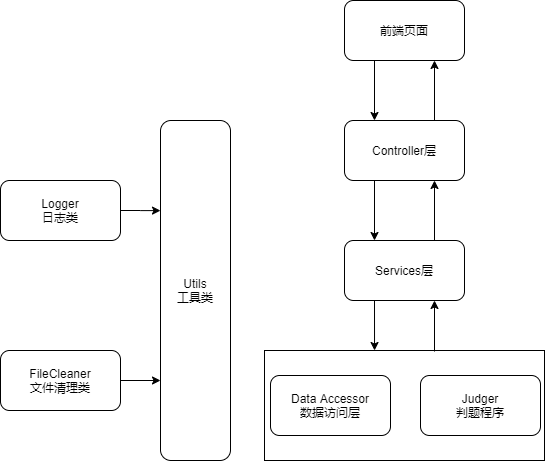 前端页面
Controller层
Logger
日志类
Services层
Utils
工具类
FileCleaner
文件清理类
Data Accessor
数据访问层
Judger
判题程序